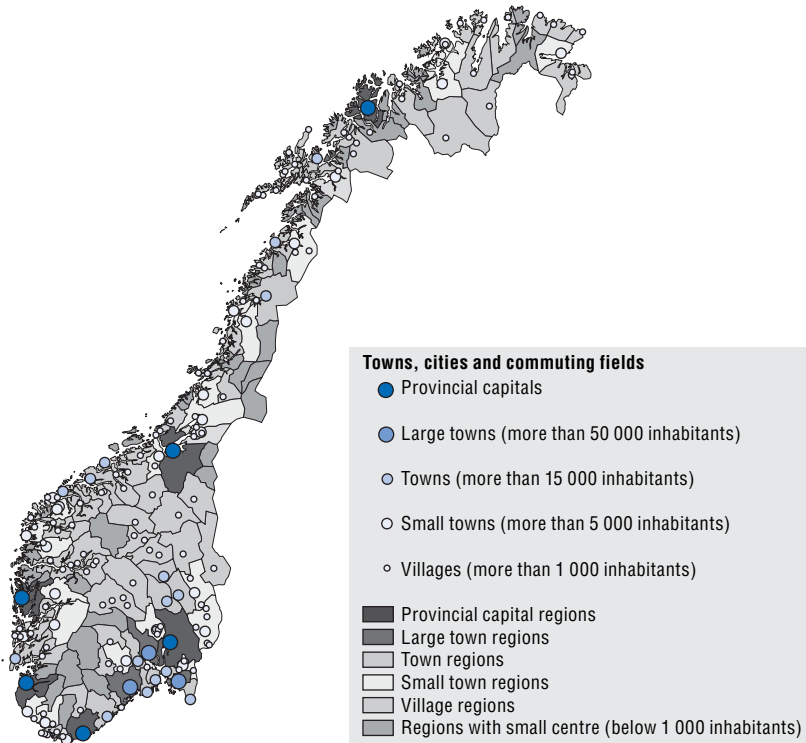 Towns, cities and commuting fields
Provincial capitals
Large towns (more than 50 000 inhabitants)
Towns (more than 15 000 inhabitants)
Small towns (more than 5 000 inhabitants)
Villages (more than 1 000 inhabitants)
Provincial capital regions
Large town regions
Town regions
Small town regions
Village regions
Regions with small centre (below 1 000 inhabitants)